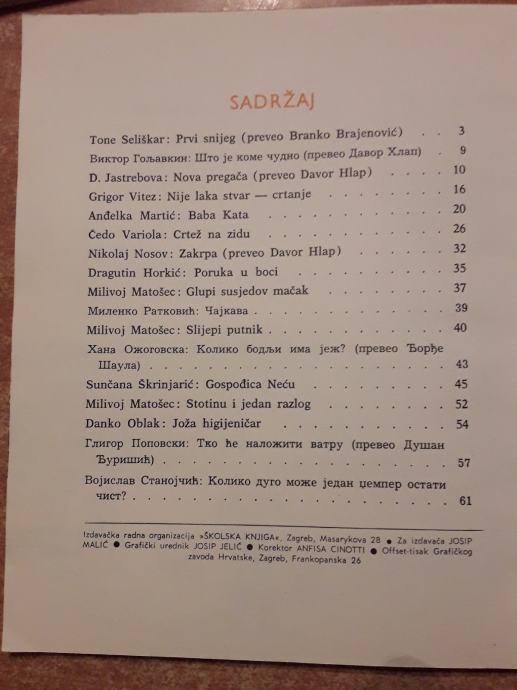 SADRŽAJ
Tone Seliškar: Prvi snijeg (preveo Branko Brajenović) . . 3
Виктор Гољавкин: Што је коме чудно (превео Давор Хлап) . 9
D. Jastrebova: Nova pregača (preveo Davor Hlap) . . . . 10
Grigor Vitez: Nije laka stvar — crtanje . . . . . . . 16
Anđelka Martić: Baba Kata . . . . . . . . . . 20
Čedo Variola: Crtež na zidu . . . . . . . . . . 26
Nikolaj Nosov: Zakrpa (preveo Davor Hlap) . . . . . . 32
Dragutin Horkić: Poruka u boci . . . . . . . . . 35
Milivoj Matošec: Glupi susjedov mačak . . . . . . . 37
Миленко Ратковић: Чајкава . . . . . . . . . . 39
Milivoj Matošec: Slijepi putnik . . . . . . . . . . 40
Хана Ожоговска: Колико бодљи има јеж? (превео Ђорђе
Шаула) . . . . . . . . . . . . . . . 43
Sunčana Škrinjarić: Gospođica Neću . . . . . . . 45
Milivoj Matošec: Stotinu i jedan razlog . . . . . . . 52
Danko Oblak: Joža higijeničar . . . . . . . . . 54
Глигор Поповски: Тко ће наложити ватру (превео Душан
Ђуришић) . . . . . . . . . . . . . . 57
Војислав Станојчић: Колико дуго може један џемпер остати
чист? . . . . . . . . . . . . . . . . 61
Izdavačka radna organizacija »ŠKOLSKA KNJIGA«, Zagreb, Masarykova 28 ● Za izdavača JOSIP
MALIĆ ● Grafički urednik JOSIP JELIĆ ● Korektor ANFISA CINOTTI ● Offset-tisak Grafičkog
zavoda Hrvatske, Zagreb, Frankopanska 26